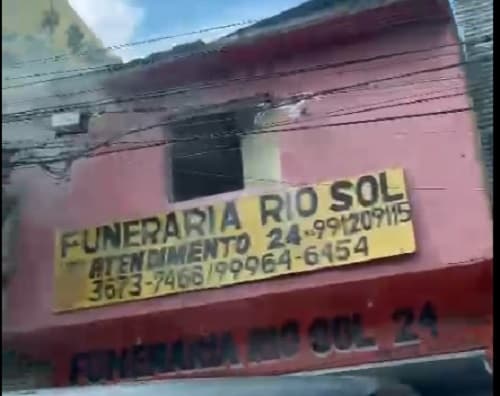 FUNERARIA RIO SOL
ATENDIMENTO 24-991209115
3673-7466/99964-6454
FUNERARIA RIO SOL 24